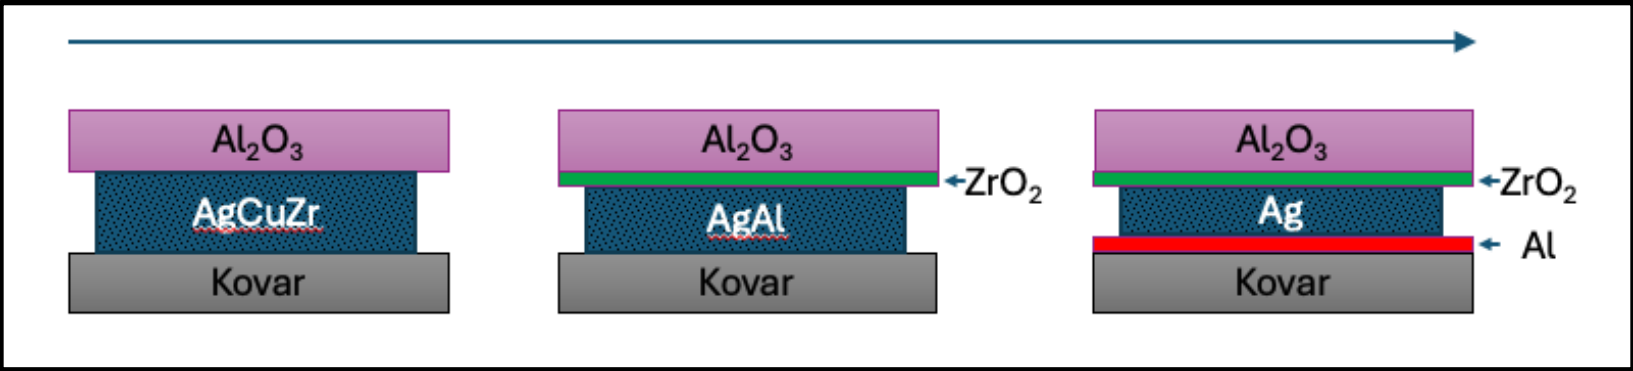 Al₂O₃
AgCuZr
Kovar
Al₂O₃
ZrO₂
AgAl
Kovar
Al₂O₃
ZrO₂
Ag
Al
Kovar